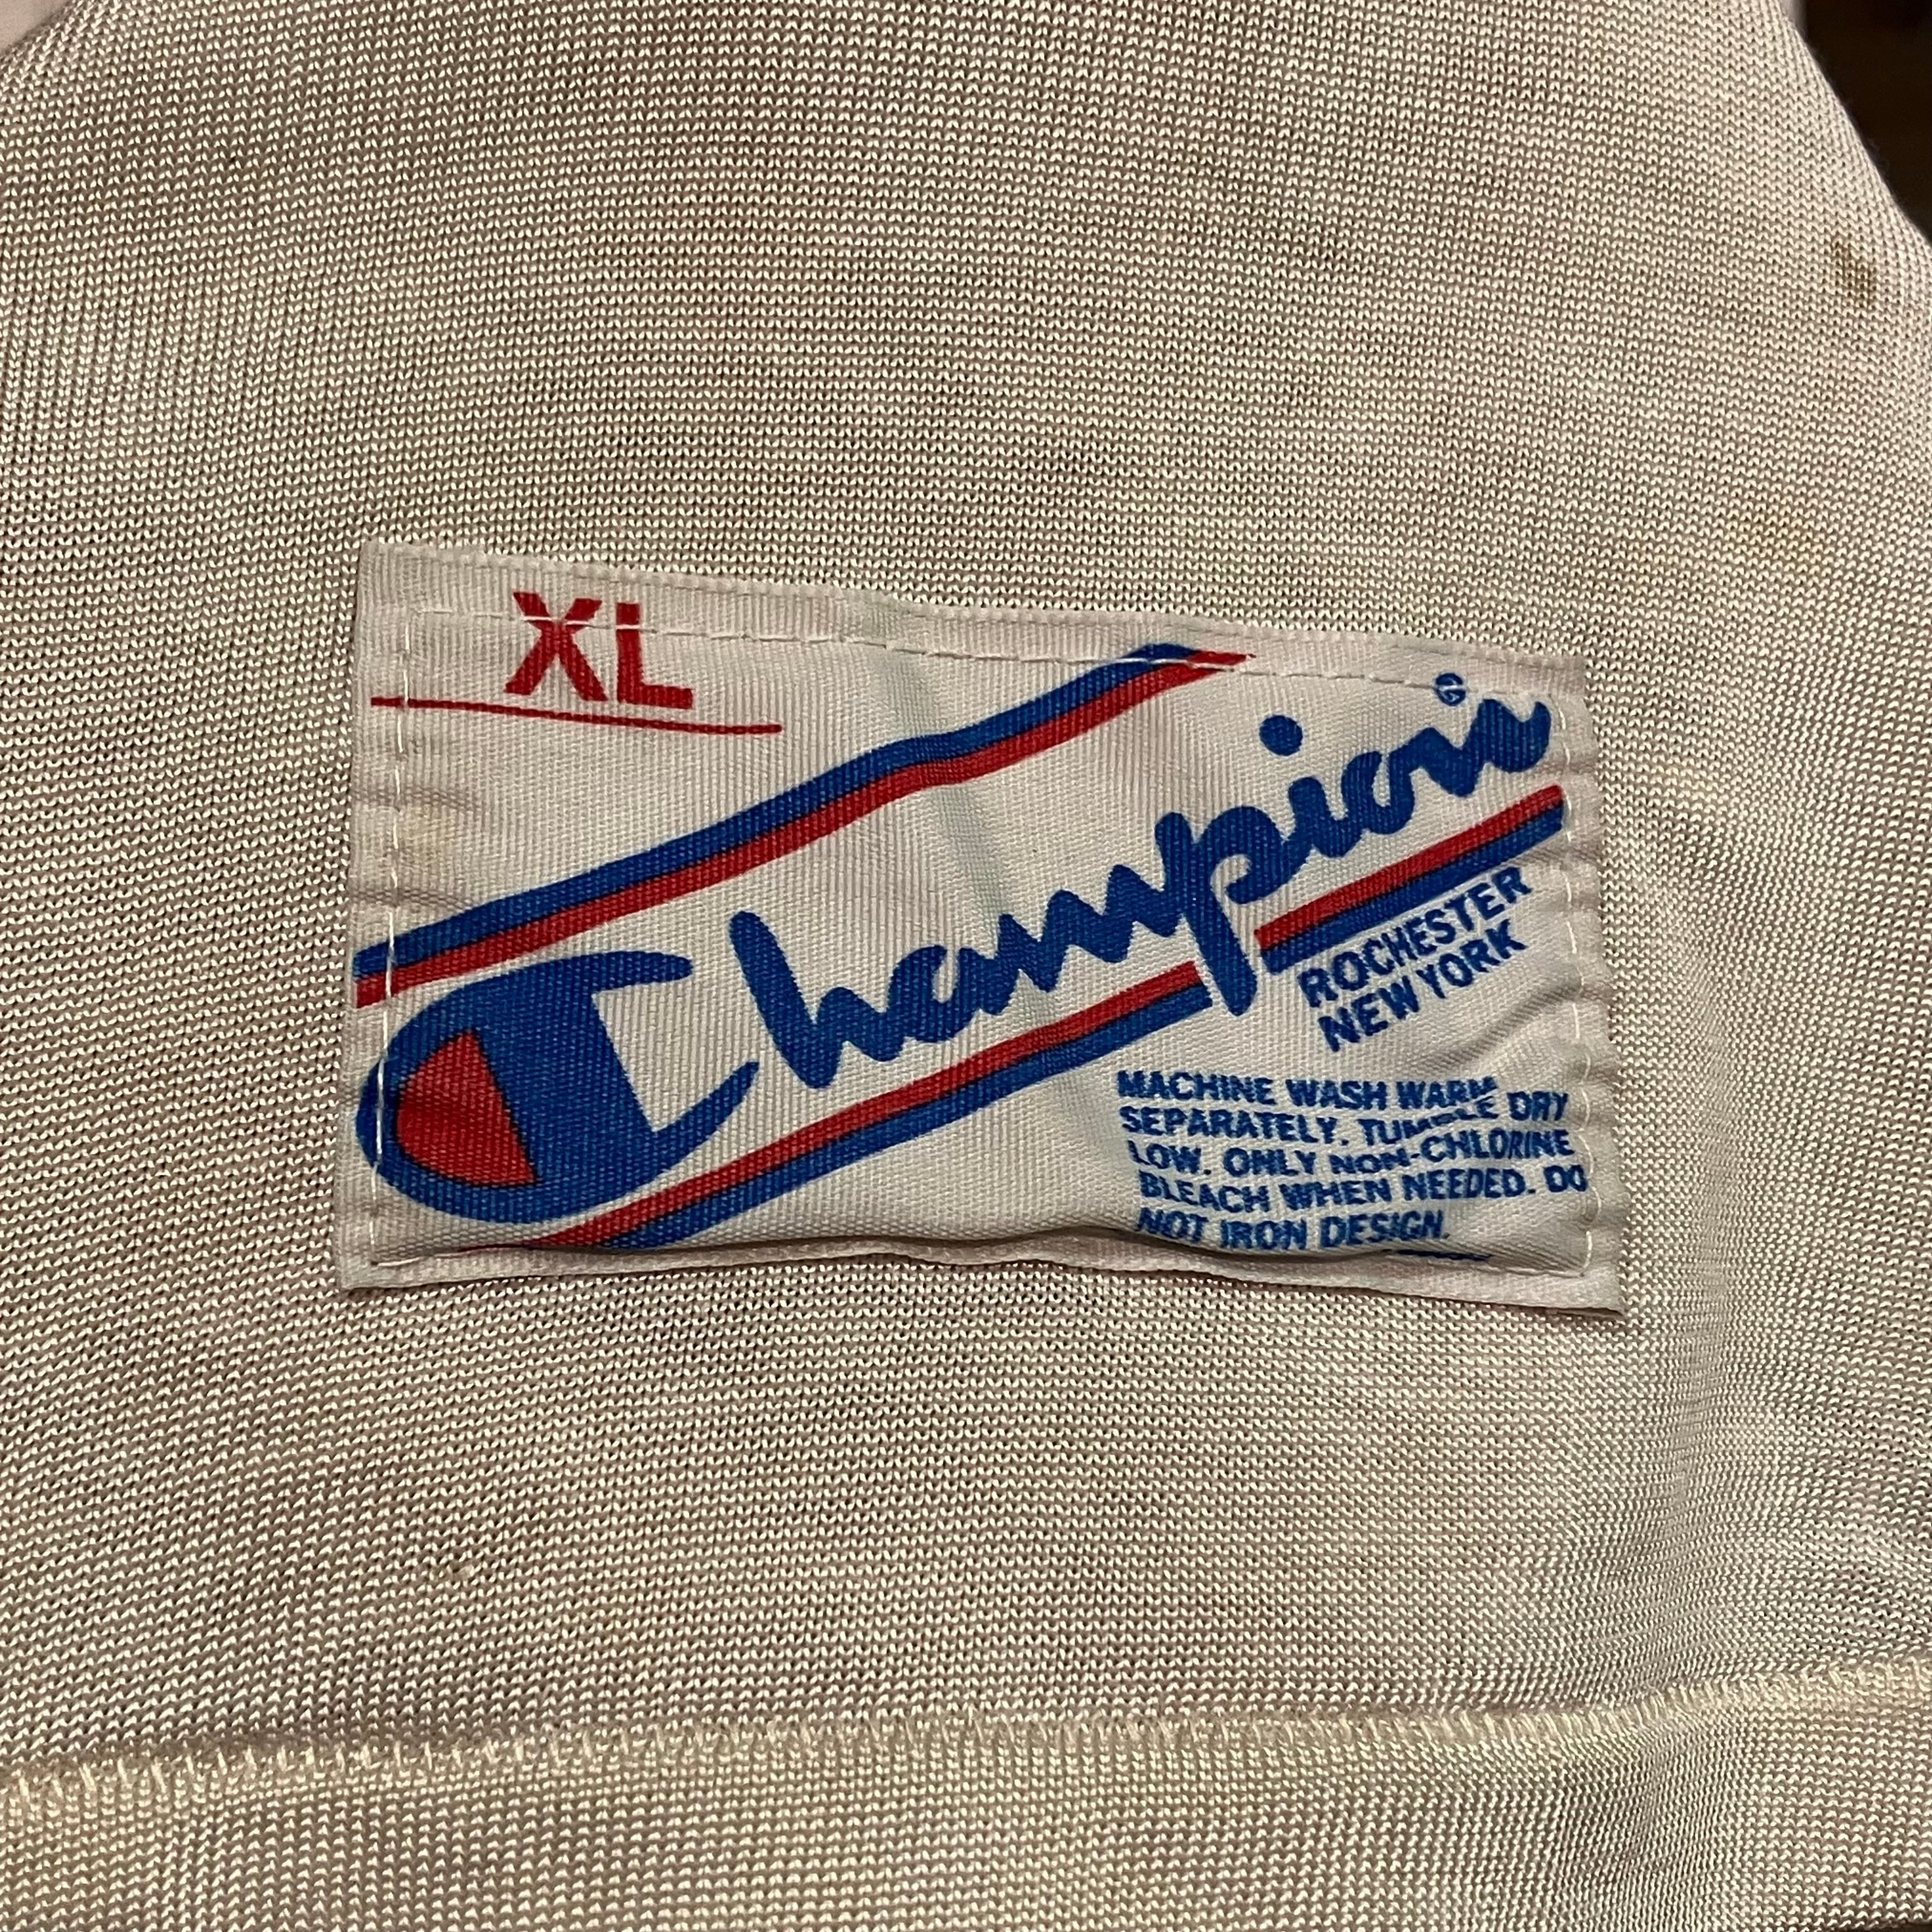 XL
Champion®
ROCHESTER
NEW YORK
MACHINE WASH WARM
SEPARATELY. TUMBLE DRY
LOW. ONLY NON-CHLORINE
BLEACH WHEN NEEDED. DO
NOT IRON DESIGN.